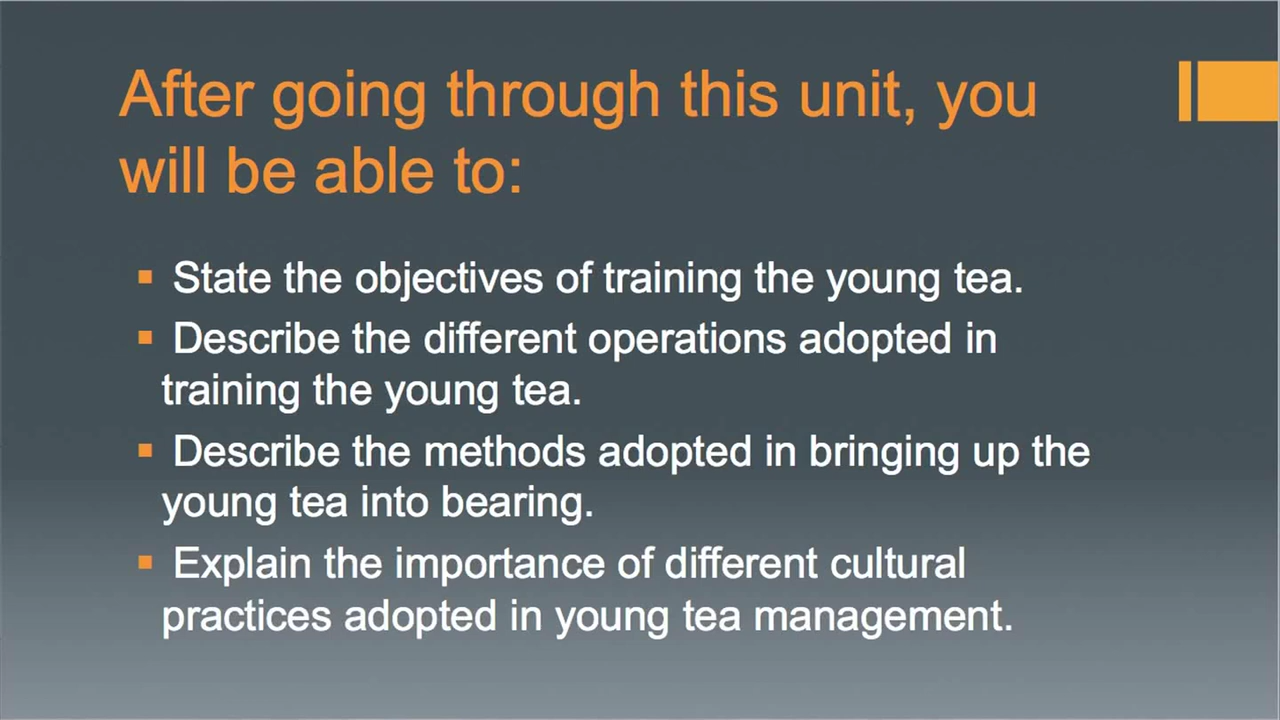 After going through this unit, you
will be able to:
State the objectives of training the young tea.
Describe the different operations adopted in
training the young tea.
Describe the methods adopted in bringing up the
young tea into bearing.
Explain the importance of different cultural
practices adopted in young tea management.